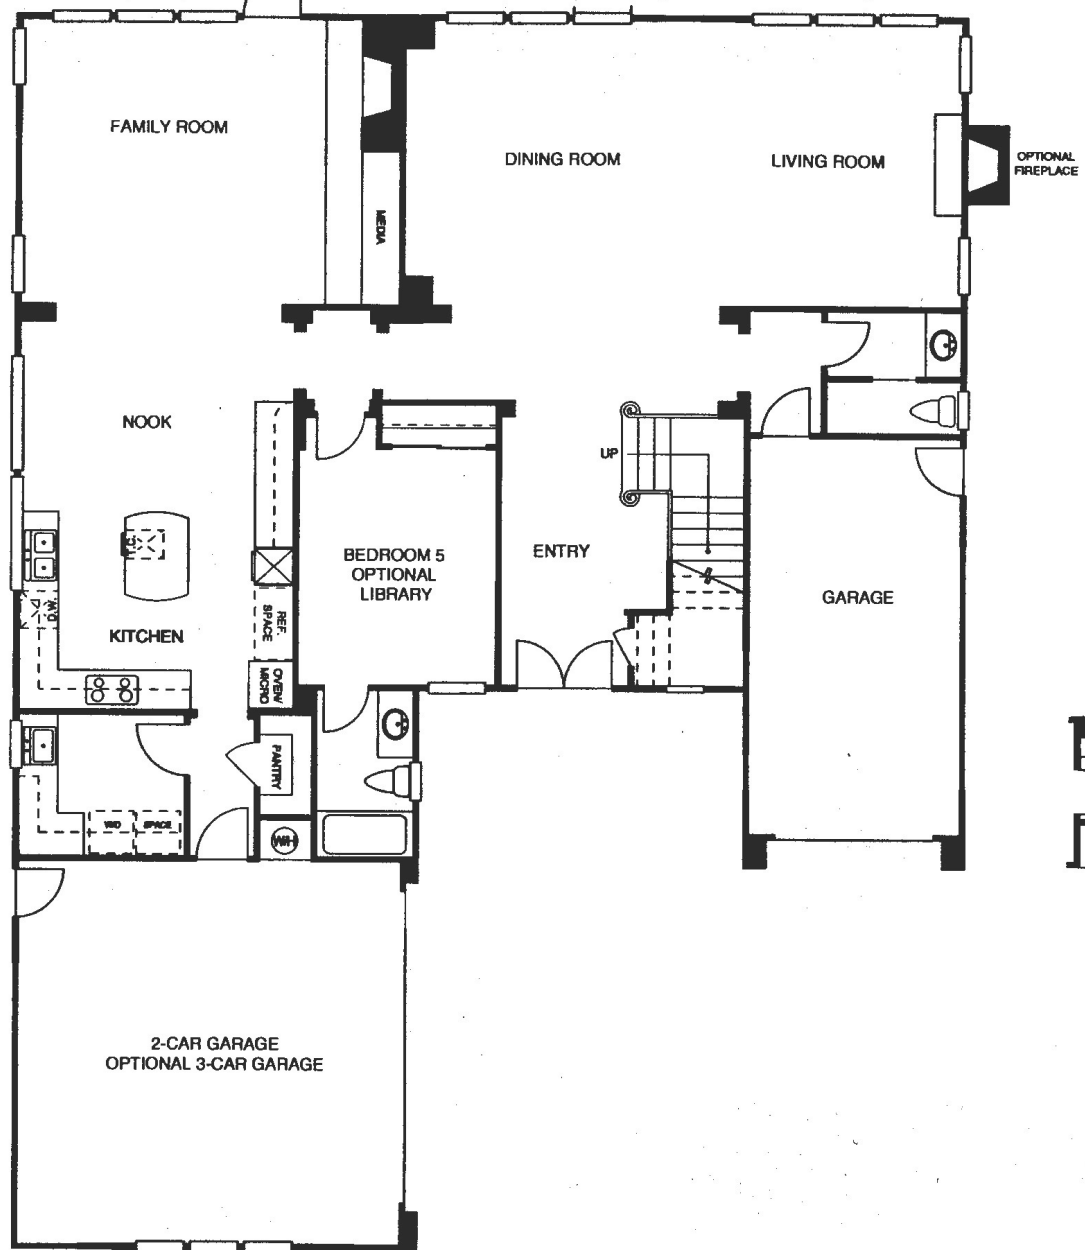 FAMILY ROOM
DINING ROOM
LIVING ROOM
OPTIONAL
FIREPLACE
MEDIA
NOOK
UP
ENTRY
BEDROOM 5
OPTIONAL
LIBRARY
GARAGE
D.W.
KITCHEN
REF.
SPACE
OVEN/
MICRO
PANTRY
W/D
SPACE
WH
2-CAR GARAGE
OPTIONAL 3-CAR GARAGE